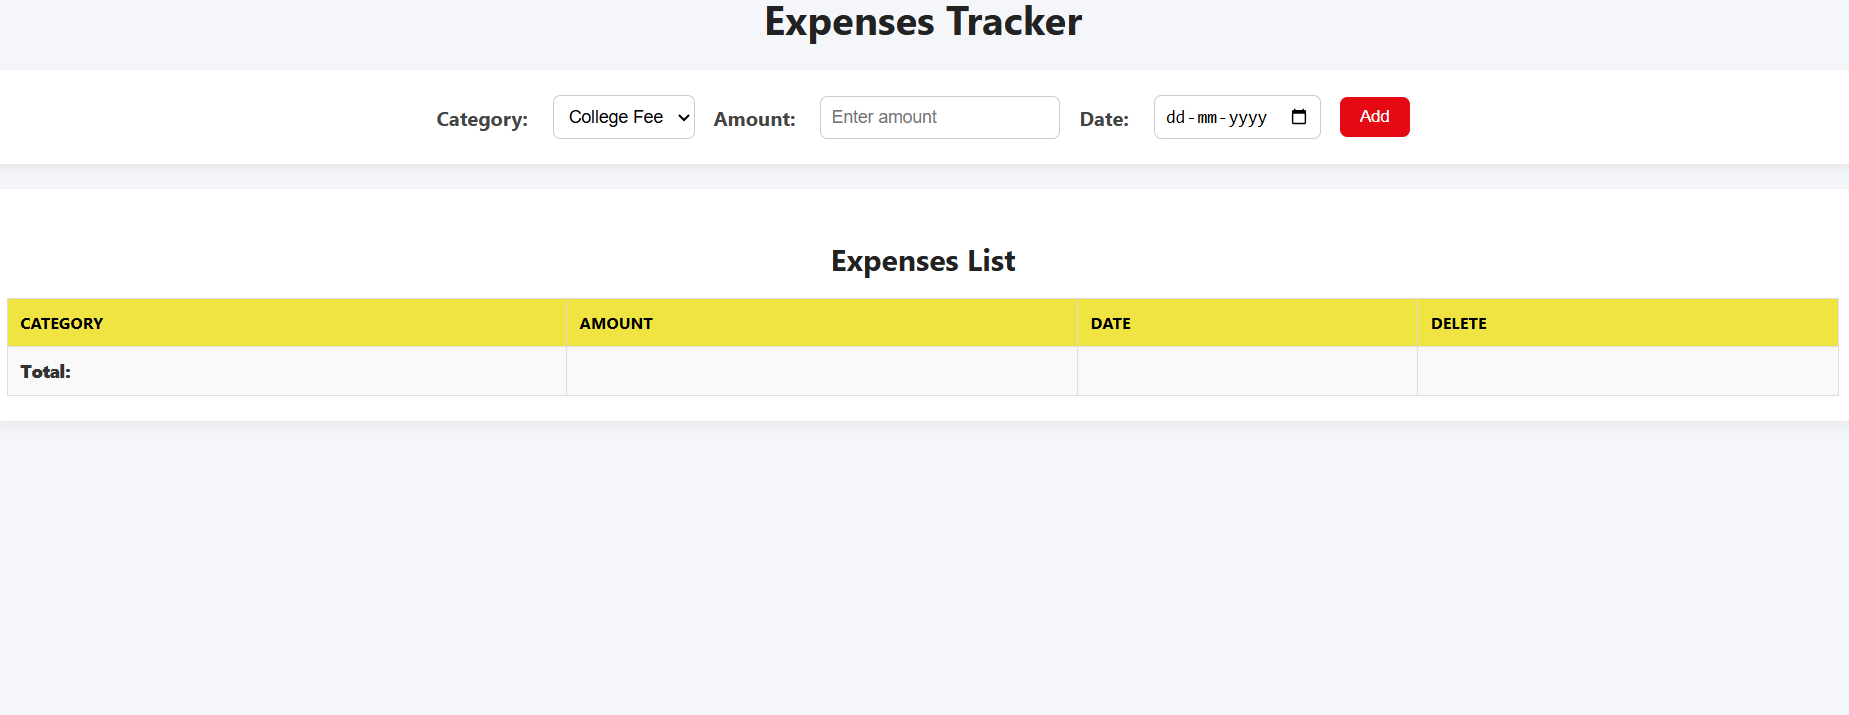 Expenses Tracker
Category: College Fee Amount: Enter amount Date: dd-mm-yyyy Add
Expenses List
CATEGORY AMOUNT DATE DELETE
Total: